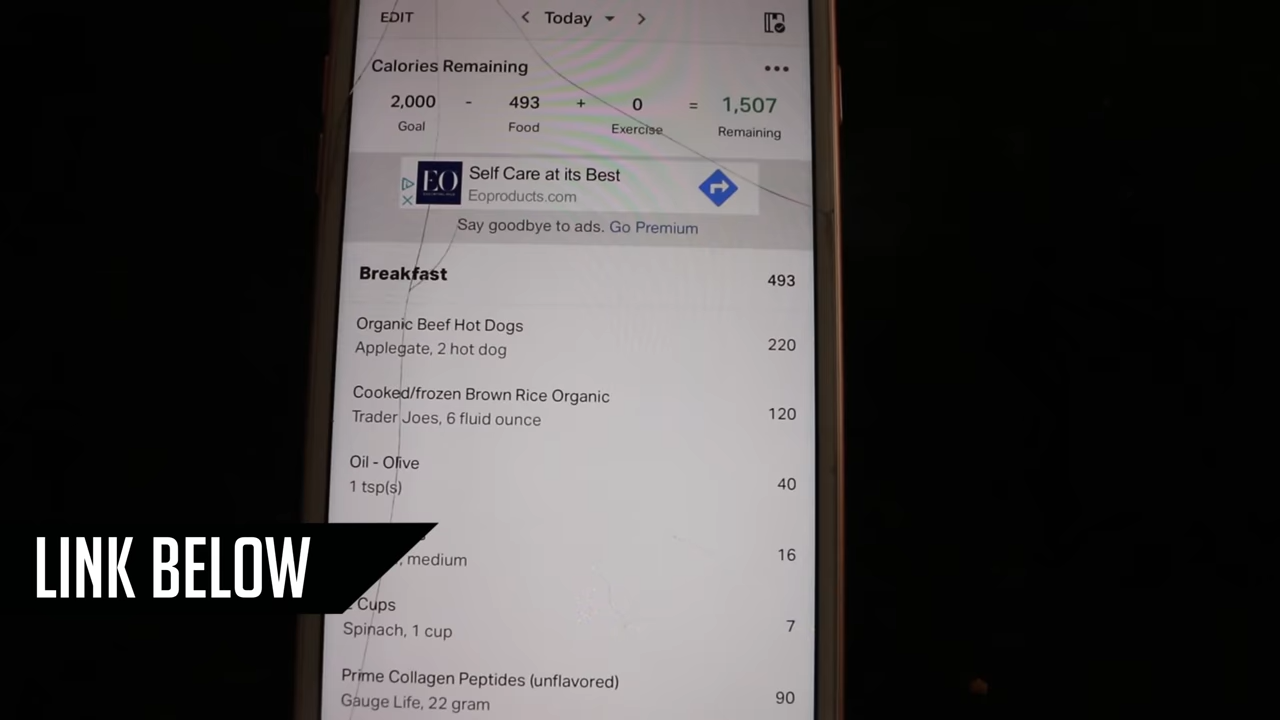 EDIT
Today
Calories Remaining
2,000 - 493 + 0 = 1,507
Goal Food Exercise Remaining
EO
Self Care at its Best
Eoproducts.com
Say goodbye to ads. Go Premium
Breakfast 493
Organic Beef Hot Dogs
Applegate, 2 hot dog 220
Cooked/frozen Brown Rice Organic
Trader Joes, 6 fluid ounce 120
Oil - Olive
1 tsp(s) 40
, medium 16
Cups
Spinach, 1 cup 7
Prime Collagen Peptides (unflavored)
Gauge Life, 22 gram 90
LINK BELOW